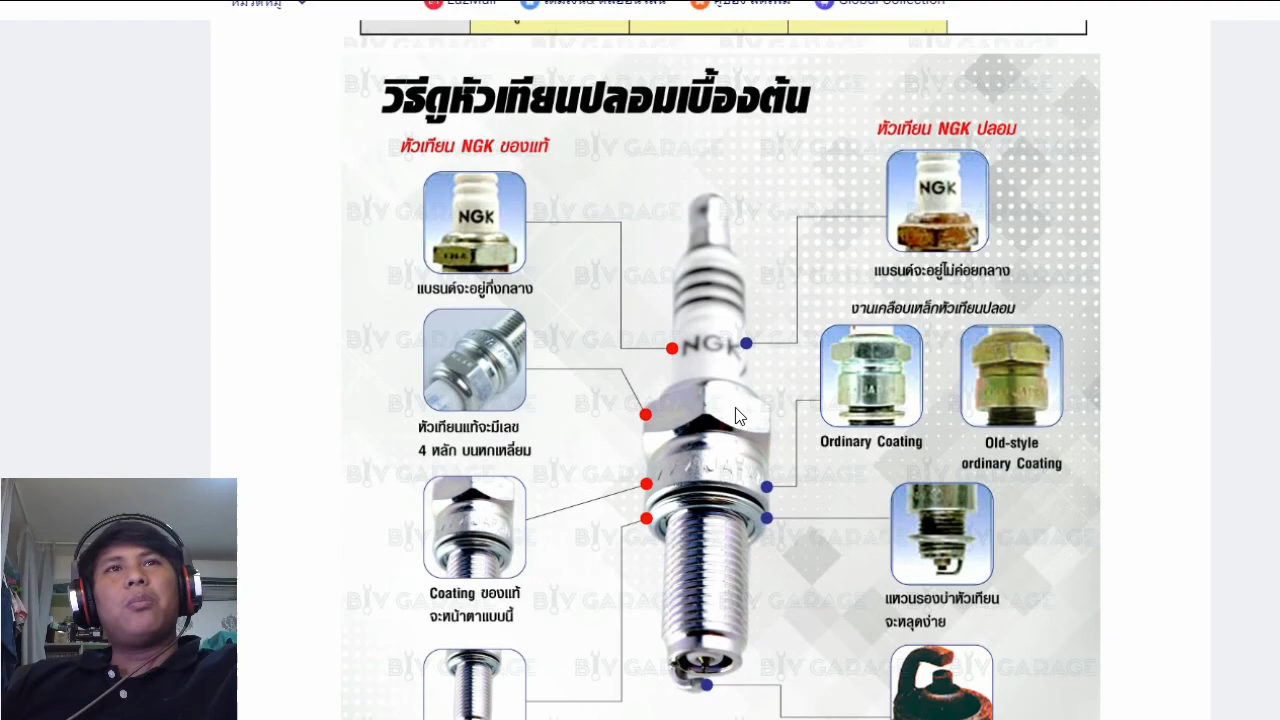 Global Collection
วิธีดูหัวเทียนปลอมเบื้องต้น
หัวเทียน NGK ของแท้
หัวเทียน NGK ปลอม
NGK
NGK
แบรนด์จะอยู่กึ่งกลาง
แบรนด์จะอยู่ไม่ค่อยกลาง
งานเคลือบเหล็กหัวเทียนปลอม
NGK
หัวเทียนแท้จะมีเลข
4 หลัก บนหกเหลี่ยม
Ordinary Coating
Old-style
ordinary Coating
Coating ของแท้
จะหน้าตาแบบนี้
แหวนรองบ่าหัวเทียน
จะหลุดง่าย
BIY GARAGE